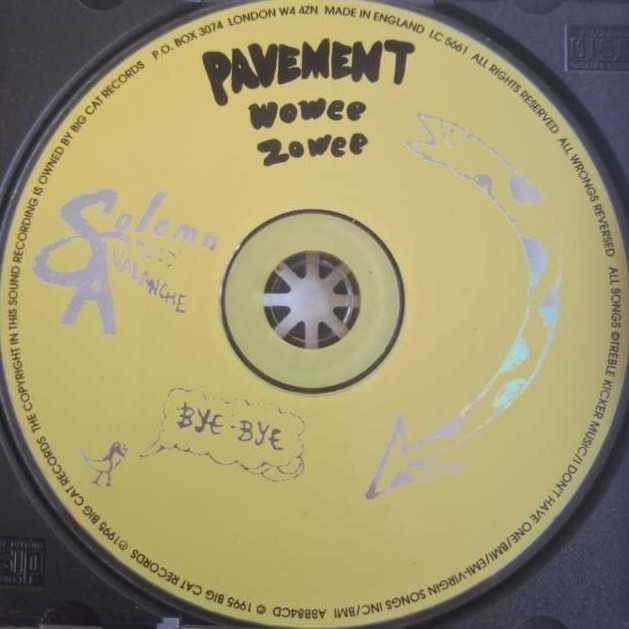 PAVEMENT
wowee
zowee
Solemn
AVALANCHE
BYE-BYE
THE COPYRIGHT IN THIS SOUND RECORDING IS OWNED BY BIG CAT RECORDS P.O. BOX 3074 LONDON W4 4ZN MADE IN ENGLAND LC 5661 ALL RIGHTS RESERVED ALL WRONGS REVERSED ALL SONGS ©TREBLE KICKER MUSIC/I DON'T HAVE ONE/BMI/EMI-VIRGIN SONGS INC/BMI ABB84CD © 1995 BIG CAT RECORDS ℗1995 BIG CAT RECORDS